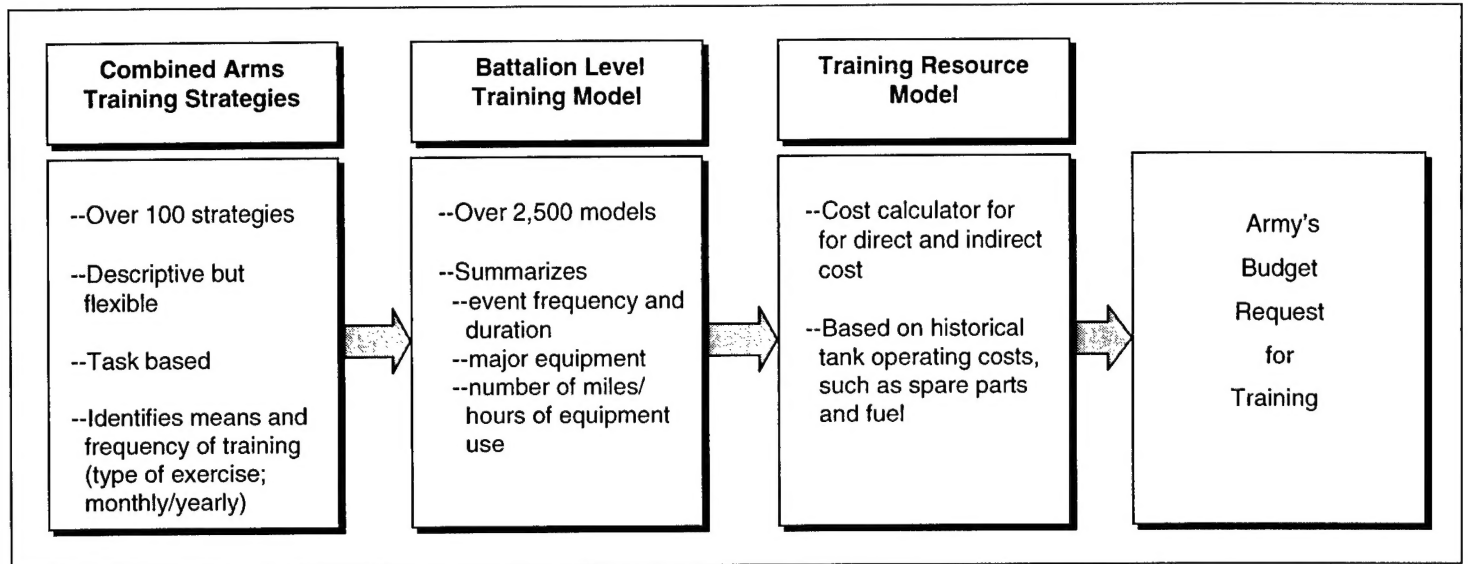 Combined Arms
Training Strategies
--Over 100 strategies
--Descriptive but
flexible
--Task based
--Identifies means and
frequency of training
(type of exercise;
monthly/yearly)
Battalion Level
Training Model
--Over 2,500 models
--Summarizes
--event frequency and
duration
--major equipment
--number of miles/
hours of equipment
use
Training Resource
Model
--Cost calculator for
for direct and indirect
cost
--Based on historical
tank operating costs,
such as spare parts
and fuel
Army's
Budget
Request
for
Training